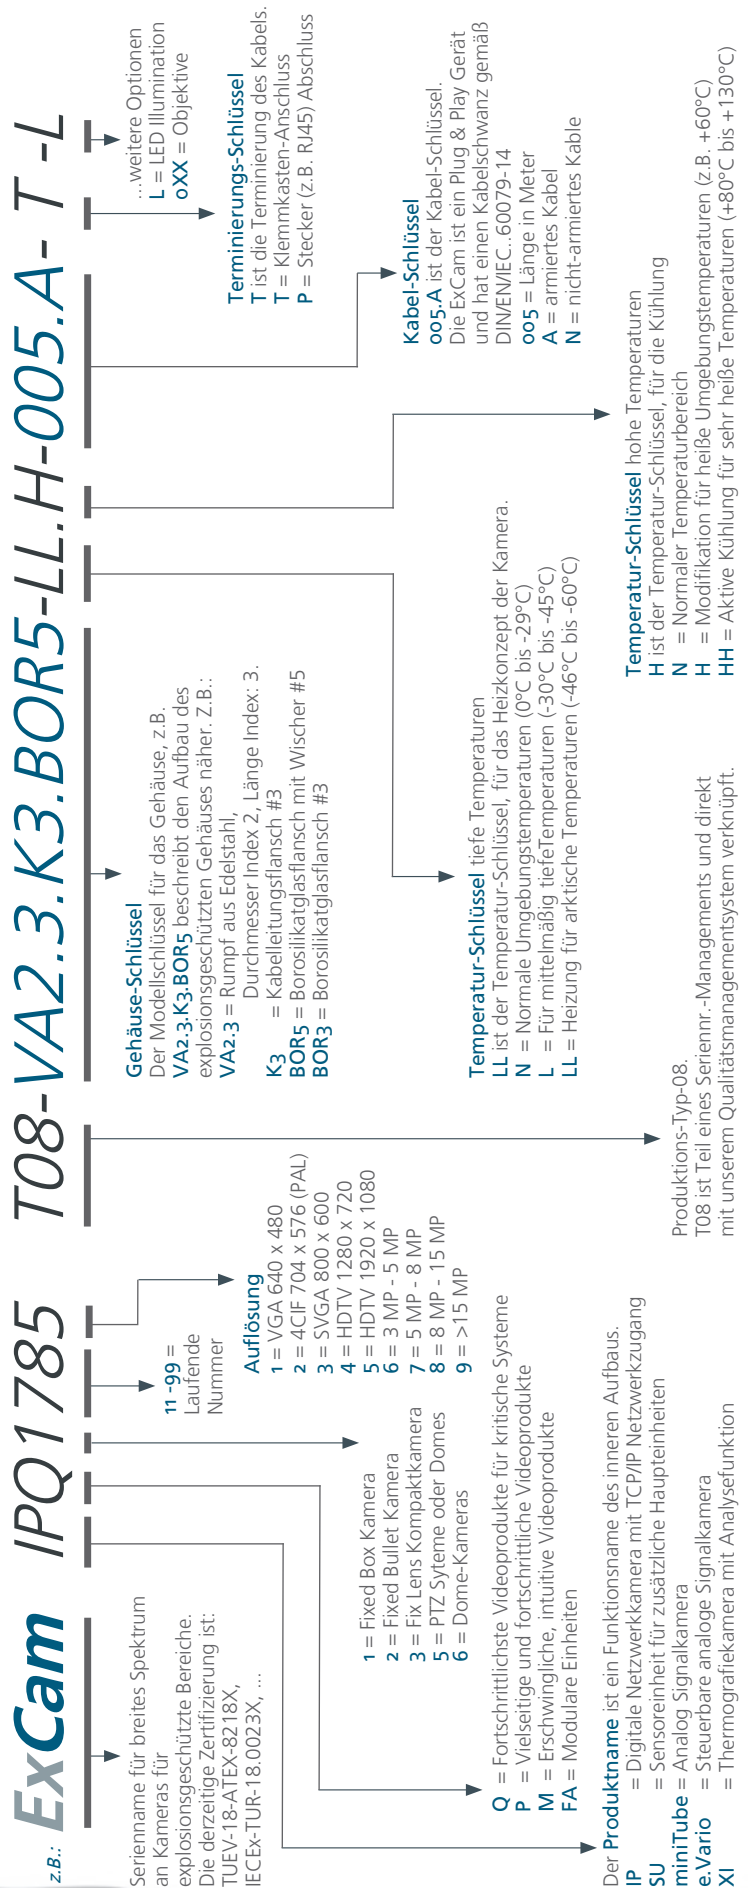 z.B.: ExCam IPQ1785 T08-VA2.3.K3.BOR5-LL.H-005.A- T -L
Serienname für breites Spektrum
an Kameras für
explosionsgeschützte Bereiche.
Die derzeitige Zertifizierung ist:
TUEV-18-ATEX-8218X,
IECEx-TUR-18.0023X, ...
Der Produktname ist ein Funktionsname des inneren Aufbaus.
IP = Digitale Netzwerkkamera mit TCP/IP Netzwerkzugang
SU = Sensoreinheit für zusätzliche Haupteinheiten
miniTube = Analog Signalkamera
e.Vario = Steuerbare analoge Signalkamera
XI = Thermografiekamera mit Analysefunktion
Q = Fortschrittlichste Videoprodukte für kritische Systeme
P = Vielseitige und fortschrittliche Videoprodukte
M = Erschwingliche, intuitive Videoprodukte
FA = Modulare Einheiten
1 = Fixed Box Kamera
2 = Fixed Bullet Kamera
3 = Fix Lens Kompaktkamera
5 = PTZ Syteme oder Domes
6 = Dome-Kameras
11 -99 =
Laufende
Nummer
Auflösung
1 = VGA 640 x 480
2 = 4CIF 704 x 576 (PAL)
3 = SVGA 800 x 600
4 = HDTV 1280 x 720
5 = HDTV 1920 x 1080
6 = 3 MP - 5 MP
7 = 5 MP - 8 MP
8 = 8 MP - 15 MP
9 = >15 MP
Produktions-Typ-08.
T08 ist Teil eines Seriennr.-Managements und direkt
mit unserem Qualitätsmanagementsystem verknüpft.
Gehäuse-Schlüssel
Der Modellschlüssel für das Gehäuse, z.B.
VA2.3.K3.BOR5 beschreibt den Aufbau des
explosionsgeschützten Gehäuses näher. Z.B.:
VA2.3 = Rumpf aus Edelstahl,
Durchmesser Index 2, Länge Index: 3.
K3 = Kabelleitungsflansch #3
BOR5 = Borosilikatglasflansch mit Wischer #5
BOR3 = Borosilikatglasflansch #3
Temperatur-Schlüssel tiefe Temperaturen
LL ist der Temperatur-Schlüssel, für das Heizkonzept der Kamera.
N = Normale Umgebungstemperaturen (0°C bis -29°C)
L = Für mittelmäßig tiefeTemperaturen (-30°C bis -45°C)
LL = Heizung für arktische Temperaturen (-46°C bis -60°C)
Temperatur-Schlüssel hohe Temperaturen
H ist der Temperatur-Schlüssel, für die Kühlung
N = Normaler Temperaturbereich
H = Modifikation für heiße Umgebungstemperaturen (z.B. +60°C)
HH = Aktive Kühlung für sehr heiße Temperaturen (+80°C bis +130°C)
Kabel-Schlüssel
005.A ist der Kabel-Schlüssel.
Die ExCam ist ein Plug & Play Gerät
und hat einen Kabelschwanz gemäß
DIN/EN/IEC..60079-14
005 = Länge in Meter
A = armiertes Kabel
N = nicht-armiertes Kable
Terminierungs-Schlüssel
T ist die Terminierung des Kabels.
T = Klemmkasten-Anschluss
P = Stecker (z.B. RJ45) Abschluss
...weitere Optionen
L = LED Illumination
0XX = Objektive